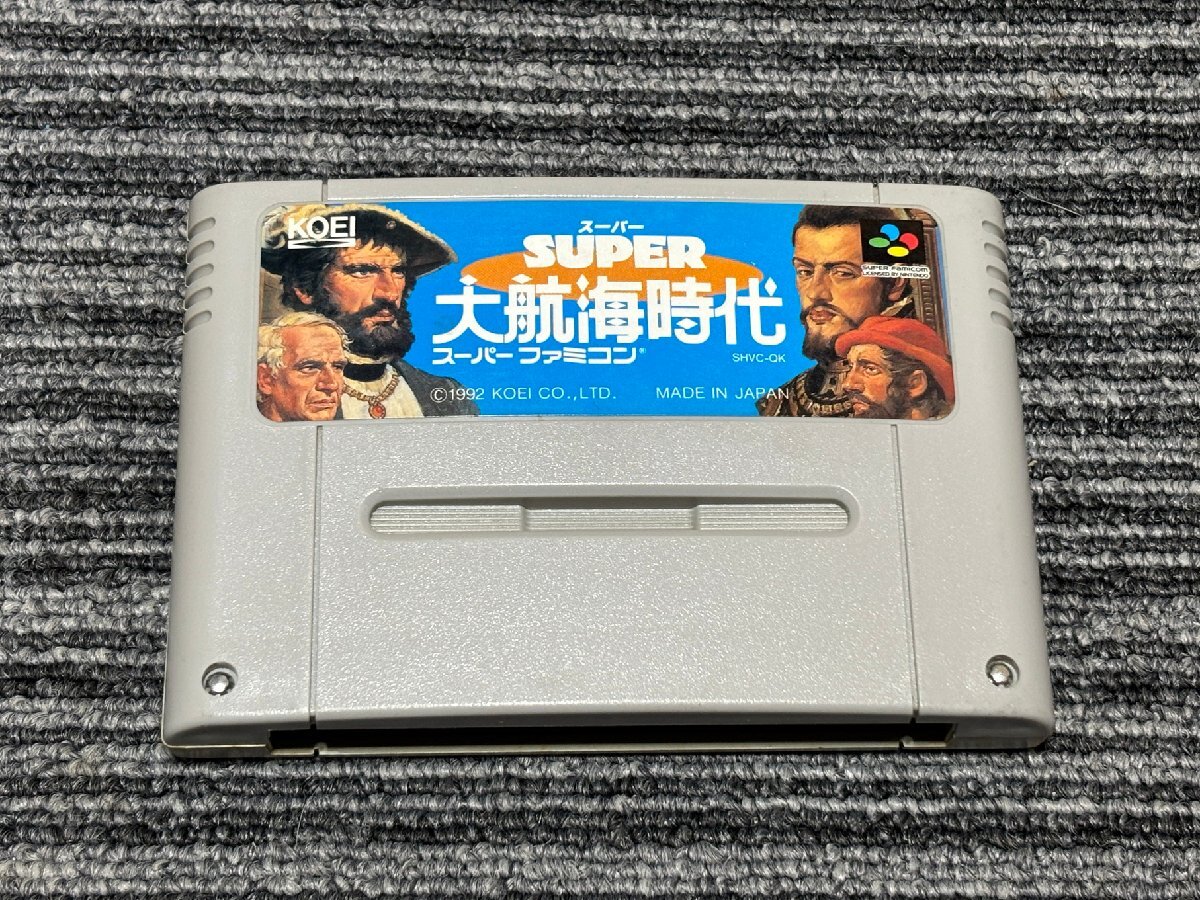 KOEI
スーパー
SUPER
大航海時代
スーパーファミコン®
SHVC-QK
©1992 KOEI CO.,LTD. MADE IN JAPAN
SUPER FAMICOM
LICENSED BY NINTENDO